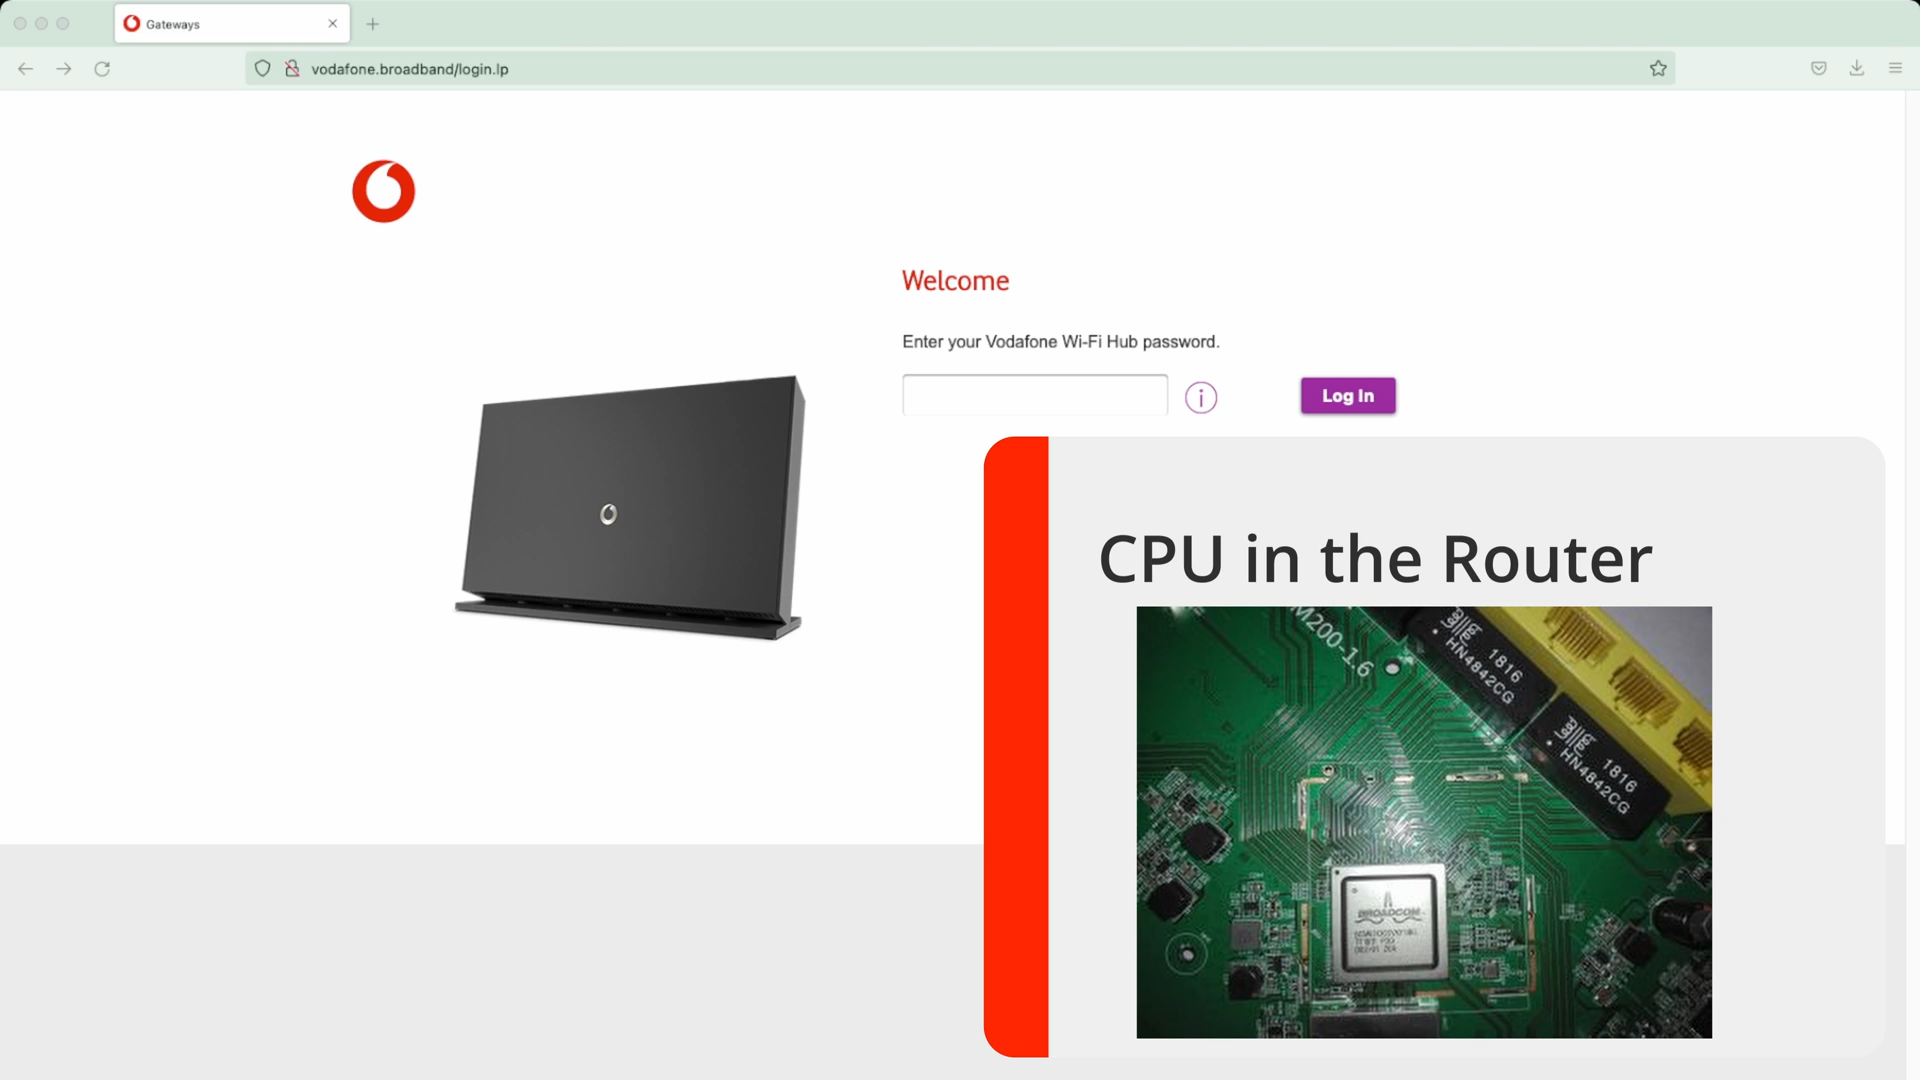 Gateways
vodafone.broadband/login.lp
Welcome
Enter your Vodafone Wi-Fi Hub password.
Log In
CPU in the Router
M200-1.6
1816
HN4842CG
1816
HN4842CG
BROADCOM